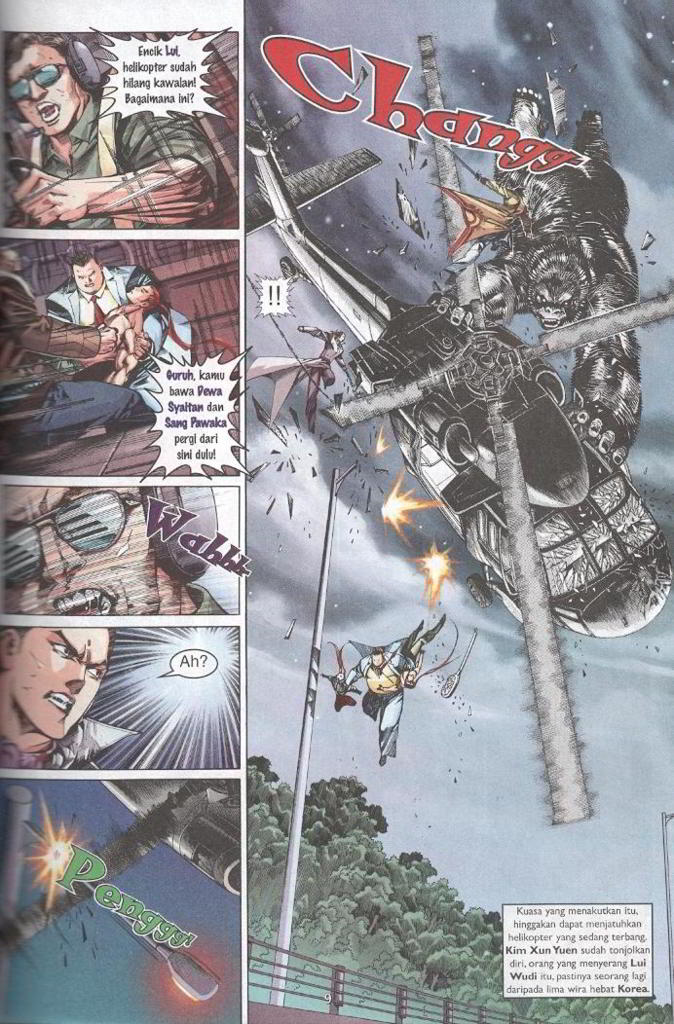 Encik Lui,
helikopter sudah
hilang kawalan!
Bagaimana ini?
Guruh, kamu
bawa Dewa
Syaitan dan
Sang Pawaka
pergi dari
sini dulu!
Wahhh
Ah?
Penggg!
Changg
!!
Kuasa yang menakutkan itu,
hinggakan dapat menjatuhkan
helikopter yang sedang terbang.
Kim Xun Yuen sudah tonjolkan
diri, orang yang menyerang Lui
Wudi itu, pastinya seorang lagi
daripada lima wira hebat Korea.
9